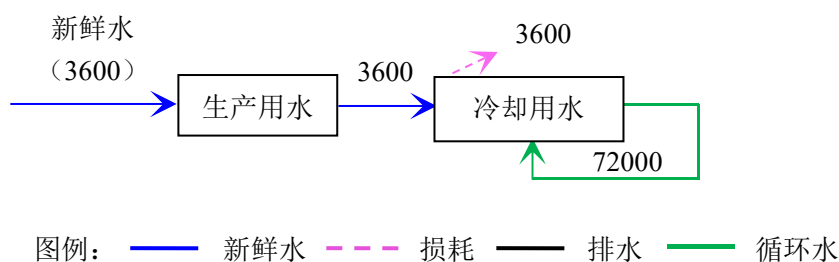 新鲜水
（3600）
生产用水
3600
冷却用水
3600
72000
图例： 新鲜水 损耗 排水 循环水